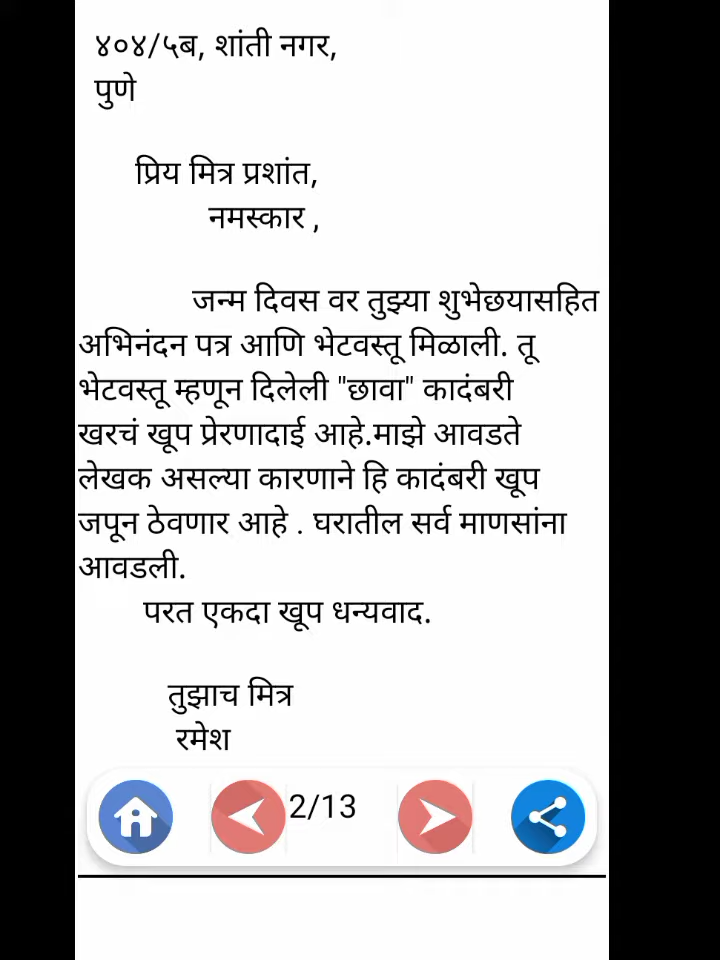 ४०४/५ब, शांती नगर,
पुणे
प्रिय मित्र प्रशांत,
नमस्कार ,
जन्म दिवस वर तुझ्या शुभेछयासहित
अभिनंदन पत्र आणि भेटवस्तू मिळाली. तू
भेटवस्तू म्हणून दिलेली "छावा" कादंबरी
खरचं खूप प्रेरणादाई आहे.माझे आवडते
लेखक असल्या कारणाने हि कादंबरी खूप
जपून ठेवणार आहे . घरातील सर्व माणसांना
आवडली.
परत एकदा खूप धन्यवाद.
तुझाच मित्र
रमेश
2/13